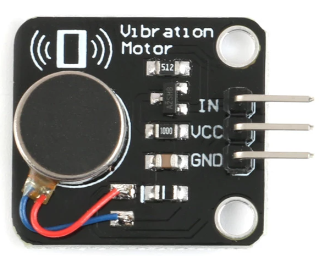 Vibration
Motor
512
IN
1000
VCC
GND